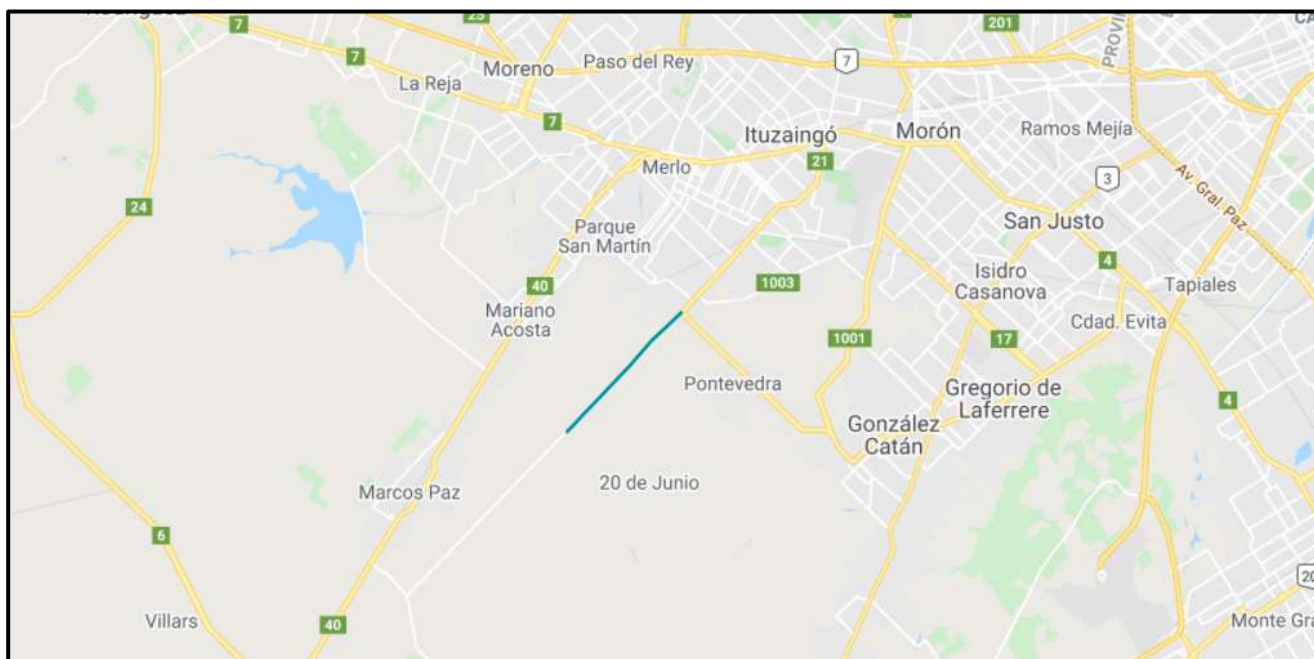 25
201
7
7
7
Moreno
Paso del Rey
La Reja
7
Ituzaingó
Morón
Ramos Mejía
21
Merlo
3
Av. Gral. Paz
24
Parque
San Martín
San Justo
4
40
1003
Isidro
Casanova
Tapiales
Mariano
Acosta
Cdad. Evita
1001
17
Pontevedra
Gregorio de
Laferrere
4
González
Catán
20 de Junio
Marcos Paz
6
20
Villars
40
Monte Gra